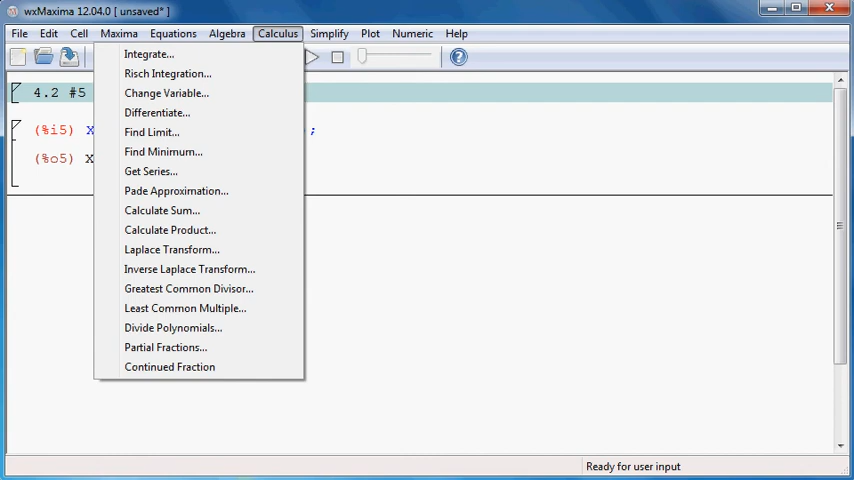 wxMaxima 12.04.0 [ unsaved* ]
File Edit Cell Maxima Equations Algebra Calculus Simplify Plot Numeric Help
Integrate...
Risch Integration...
Change Variable...
Differentiate...
Find Limit...
Find Minimum...
Get Series...
Pade Approximation...
Calculate Sum...
Calculate Product...
Laplace Transform...
Inverse Laplace Transform...
Greatest Common Divisor...
Least Common Multiple...
Divide Polynomials...
Partial Fractions...
Continued Fraction
4.2 #5
(%i5) ;
(%o5)
Ready for user input